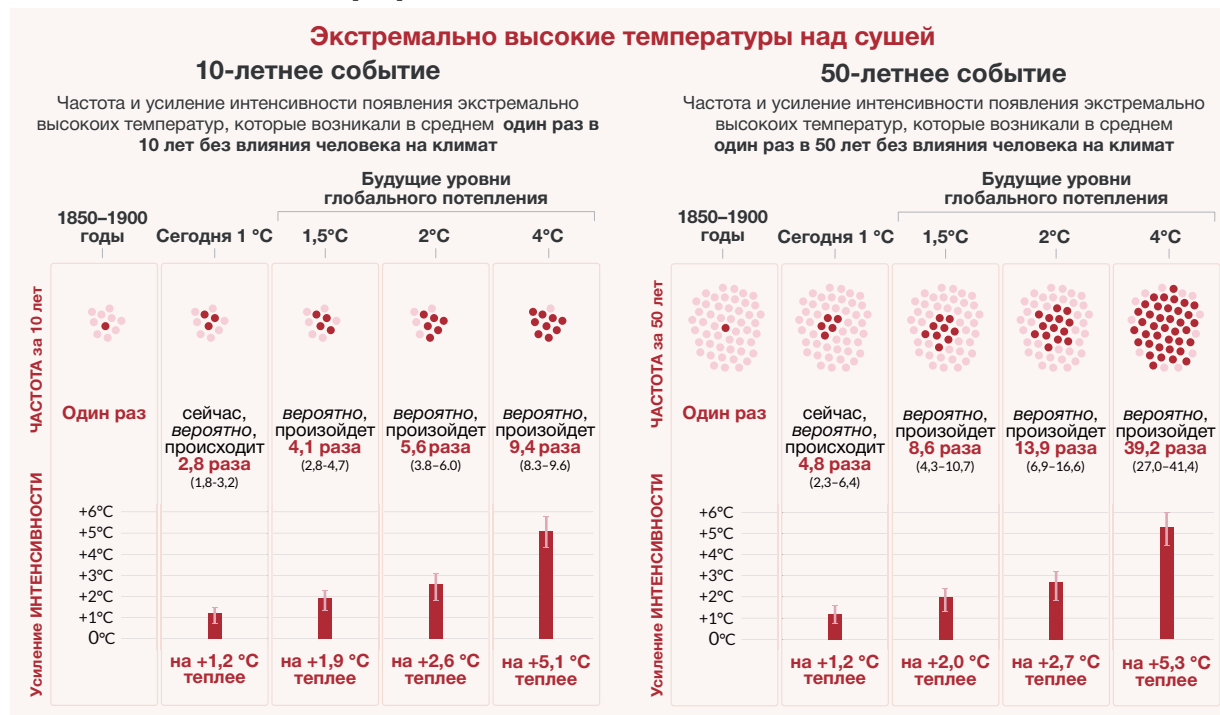 Экстремально высокие температуры над сушей
10-летнее событие
Частота и усиление интенсивности появления экстремально
высокоих температур, которые возникали в среднем один раз в
10 лет без влияния человека на климат
Будущие уровни
глобального потепления
1850–1900
годы
Сегодня 1 °C
1,5°C
2°C
4°C
ЧАСТОТА за 10 лет
Один раз
сейчас,
вероятно,
происходит
2,8 раза
(1,8-3,2)
вероятно,
произойдет
4,1 раза
(2,8-4,7)
вероятно,
произойдет
5,6 раза
(3.8–6.0)
вероятно,
произойдет
9,4 раза
(8.3–9.6)
Усиление ИНТЕНСИВНОСТИ
+6°C
+5°C
+4°C
+3°C
+2°C
+1°C
0°C
на +1,2 °C
теплее
на +1,9 °C
теплее
на +2,6 °C
теплее
на +5,1 °C
теплее
50-летнее событие
Частота и усиление интенсивности появления экстремально
высокоих температур, которые возникали в среднем
один раз в 50 лет без влияния человека на климат
Будущие уровни
глобального потепления
1850–1900
годы
Сегодня 1 °C
1,5°C
2°C
4°C
ЧАСТОТА за 50 лет
Один раз
сейчас,
вероятно,
происходит
4,8 раза
(2,3–6,4)
вероятно,
произойдет
8,6 раза
(4,3–10,7)
вероятно,
произойдет
13,9 раза
(6,9–16,6)
вероятно,
произойдет
39,2 раза
(27,0–41,4)
Усиление ИНТЕНСИВНОСТИ
+6°C
+5°C
+4°C
+3°C
+2°C
+1°C
0°C
на +1,2 °C
теплее
на +2,0 °C
теплее
на +2,7 °C
теплее
на +5,3 °C
теплее